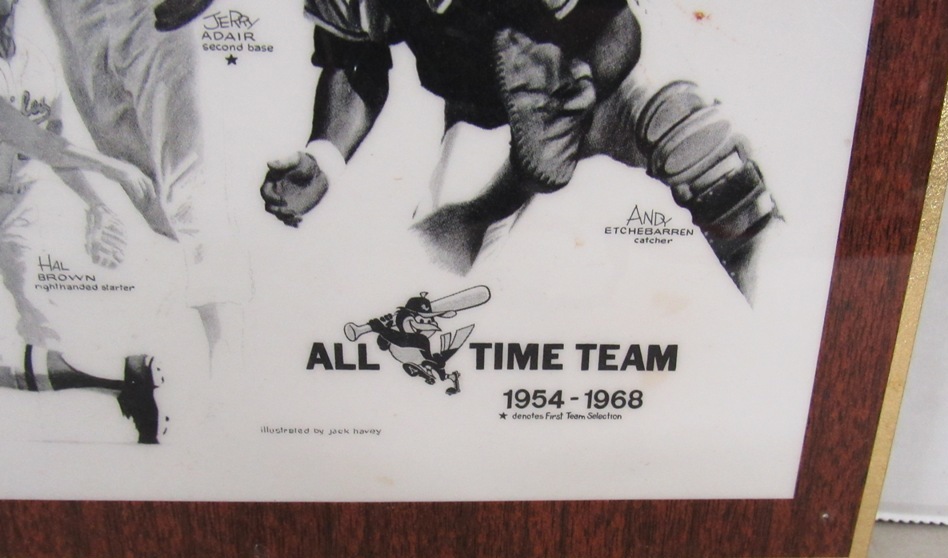 JERRY
ADAIR
second base
★
HAL
BROWN
righthanded starter
ANDY
ETCHEBARREN
catcher
ALL TIME TEAM
1954-1968
★ denotes First Team Selection
illustrated by jack havey